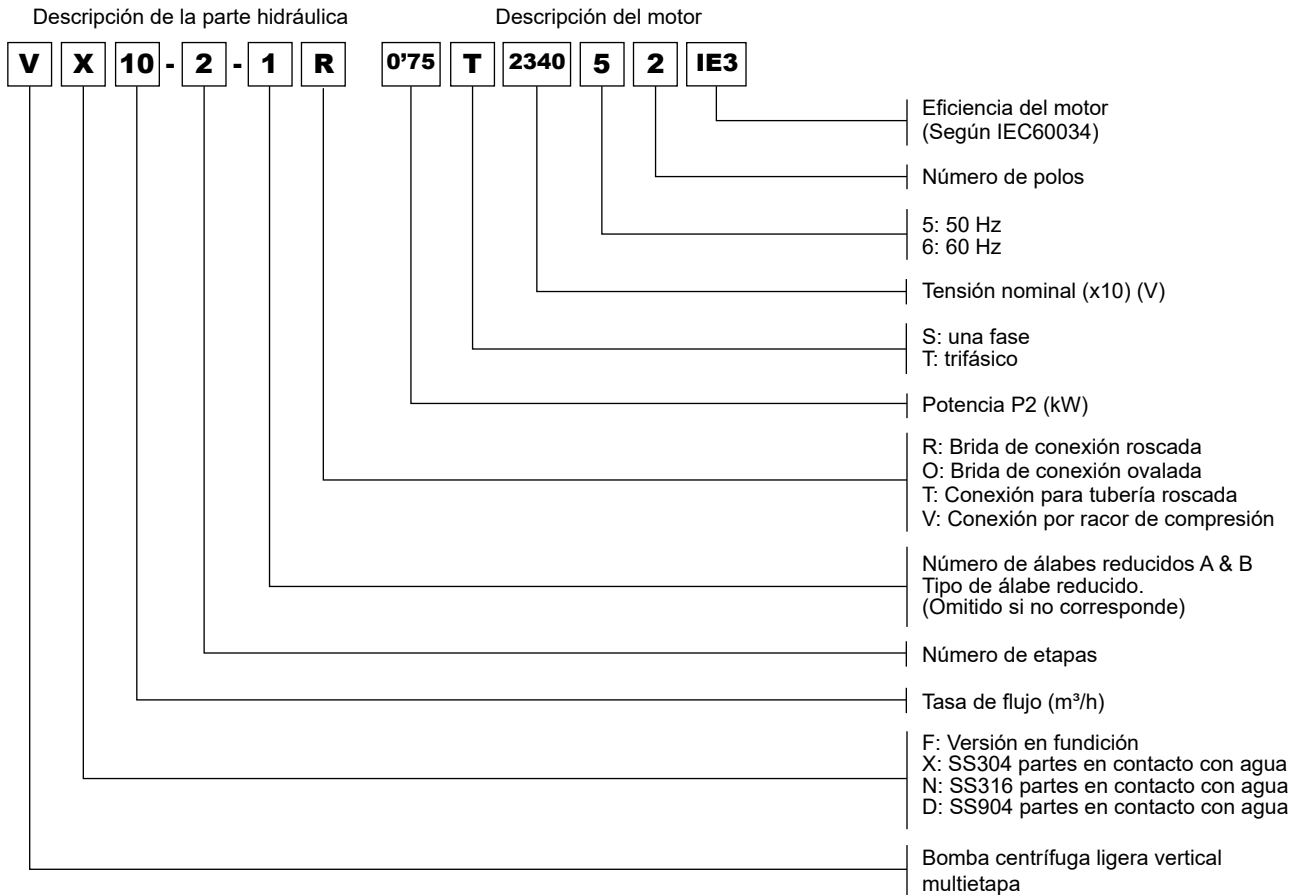 Descripción de la parte hidráulica Descripción del motor
V X 10 - 2 - 1 R 0’75 T 2340 5 2 IE3
Eficiencia del motor
(Según IEC60034)
Número de polos
5: 50 Hz
6: 60 Hz
Tensión nominal (x10) (V)
S: una fase
T: trifásico
Potencia P2 (kW)
R: Brida de conexión roscada
O: Brida de conexión ovalada
T: Conexión para tubería roscada
V: Conexión por racor de compresión
Número de álabes reducidos A & B
Tipo de álabe reducido.
(Omitido si no corresponde)
Número de etapas
Tasa de flujo (m³/h)
F: Versión en fundición
X: SS304 partes en contacto con agua
N: SS316 partes en contacto con agua
D: SS904 partes en contacto con agua
Bomba centrífuga ligera vertical
multietapa